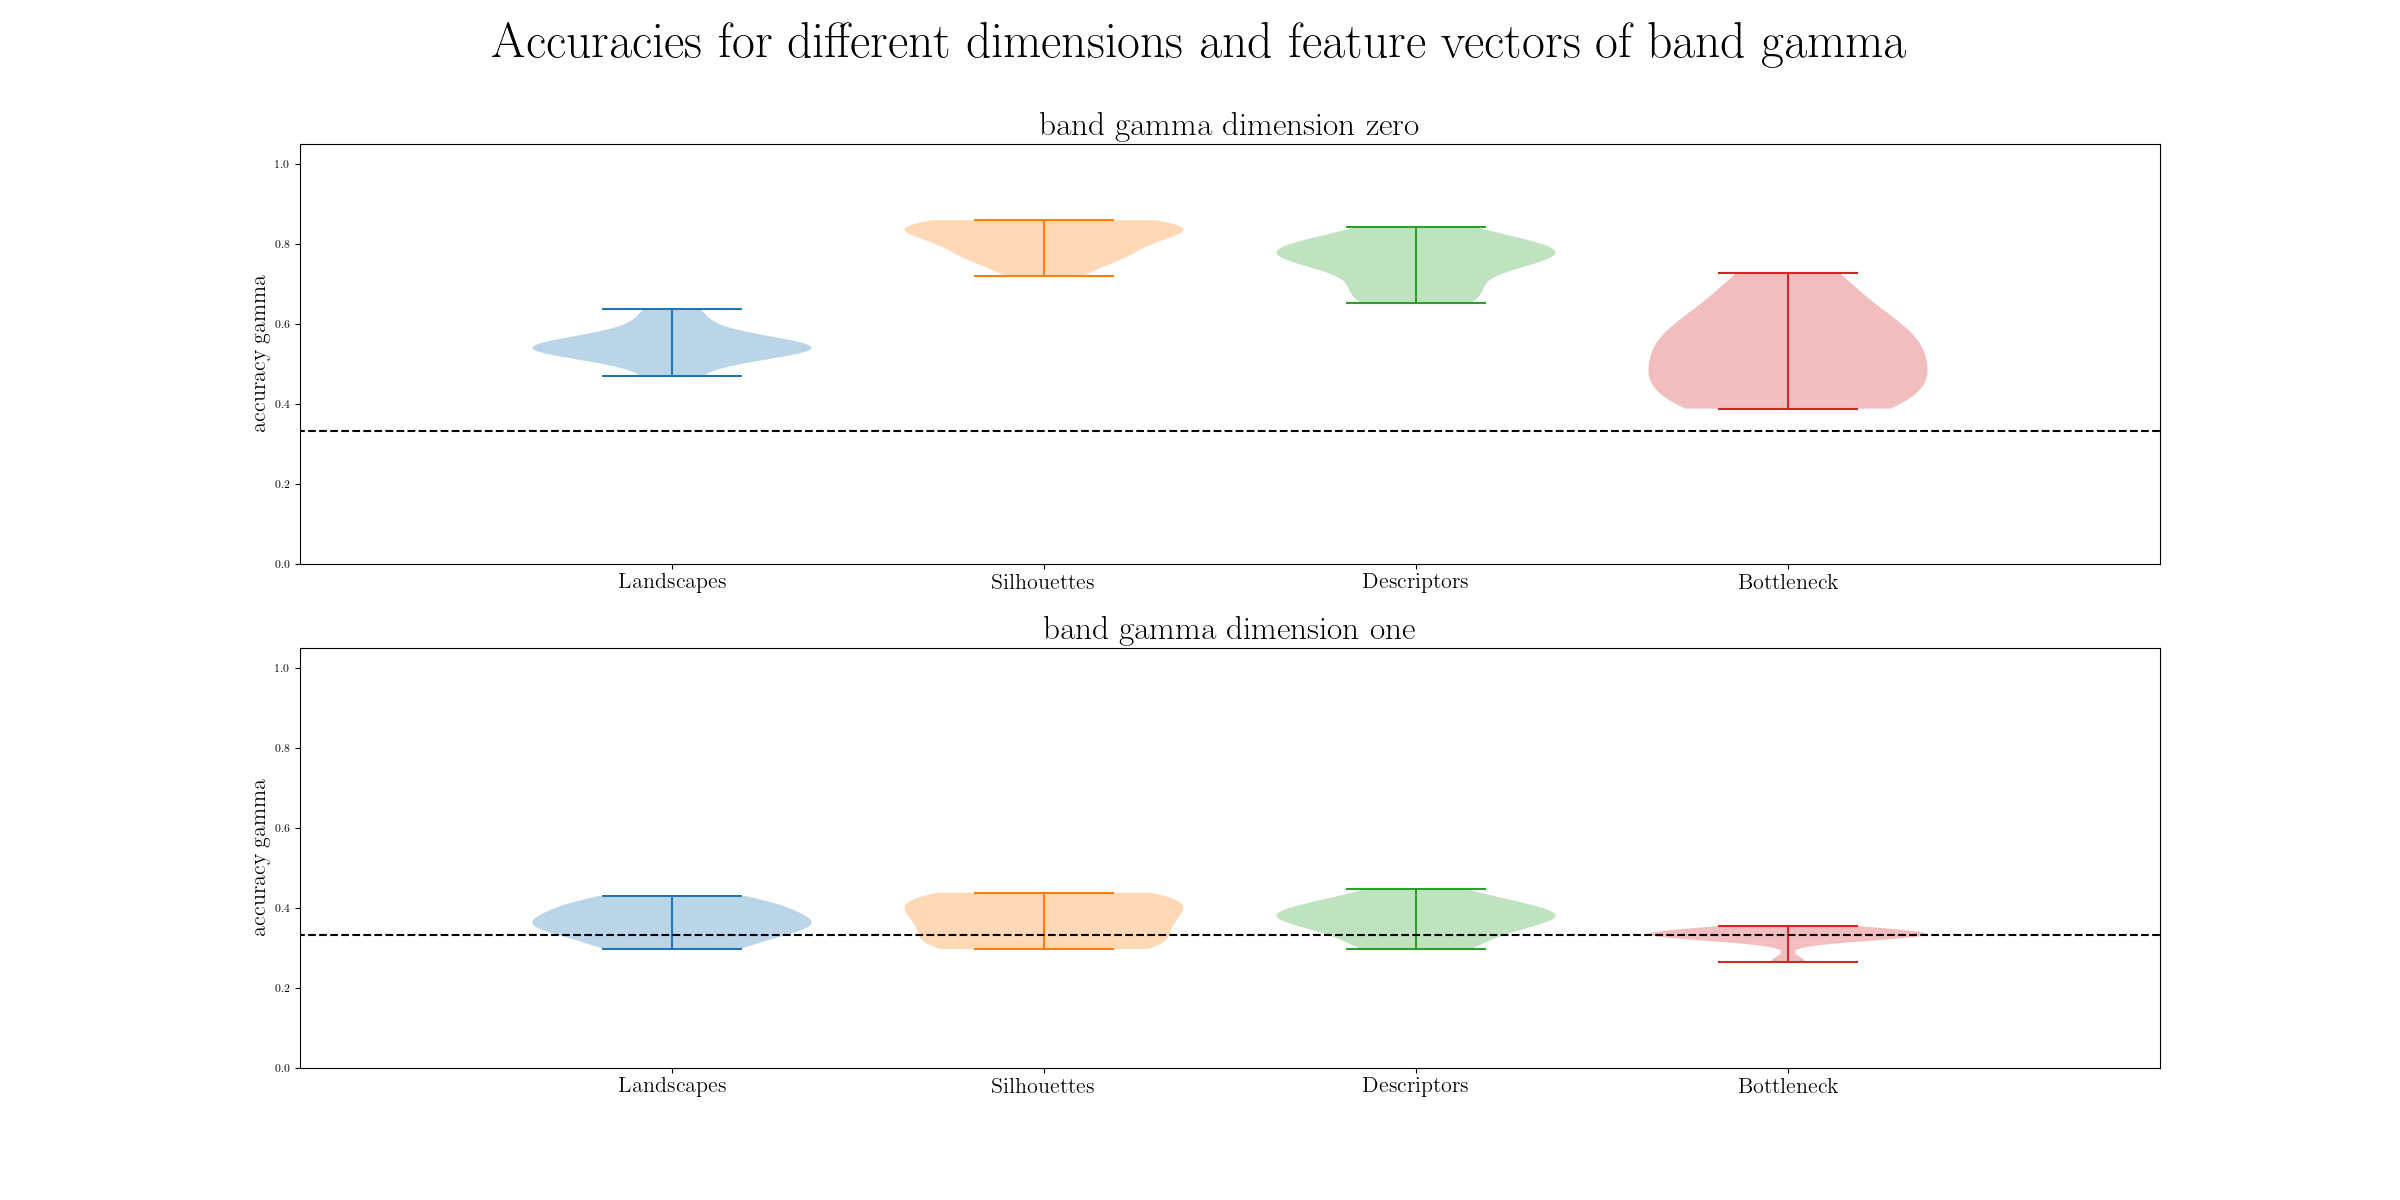 Accuracies for different dimensions and feature vectors of band gamma
band gamma dimension zero
accuracy gamma
1.0
0.8
0.6
0.4
0.2
0.0
Landscapes Silhouettes Descriptors Bottleneck
band gamma dimension one
accuracy gamma
1.0
0.8
0.6
0.4
0.2
0.0
Landscapes Silhouettes Descriptors Bottleneck